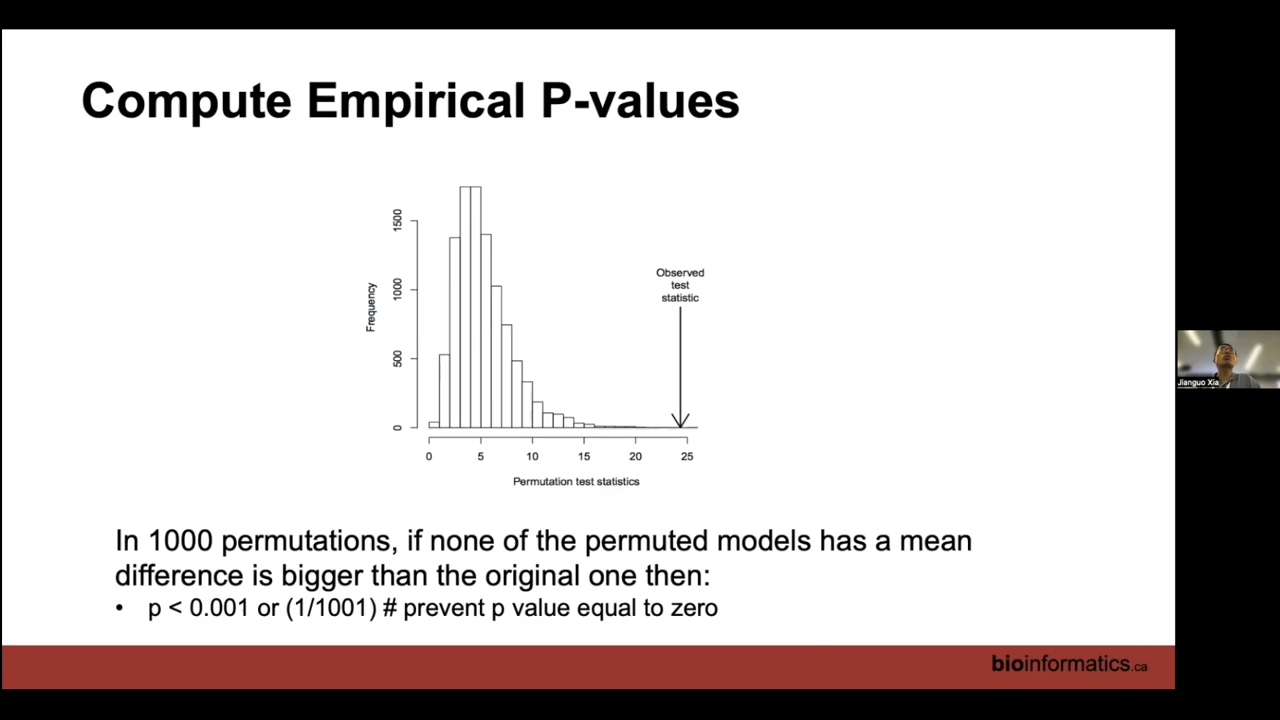 Compute Empirical P-values
Frequency
0
500
1000
1500
Observed
test
statistic
0 5 10 15 20 25
Permutation test statistics
In 1000 permutations, if none of the permuted models has a mean
difference is bigger than the original one then:
• p < 0.001 or (1/1001) # prevent p value equal to zero
bioinformatics.ca
Jianguo Xia